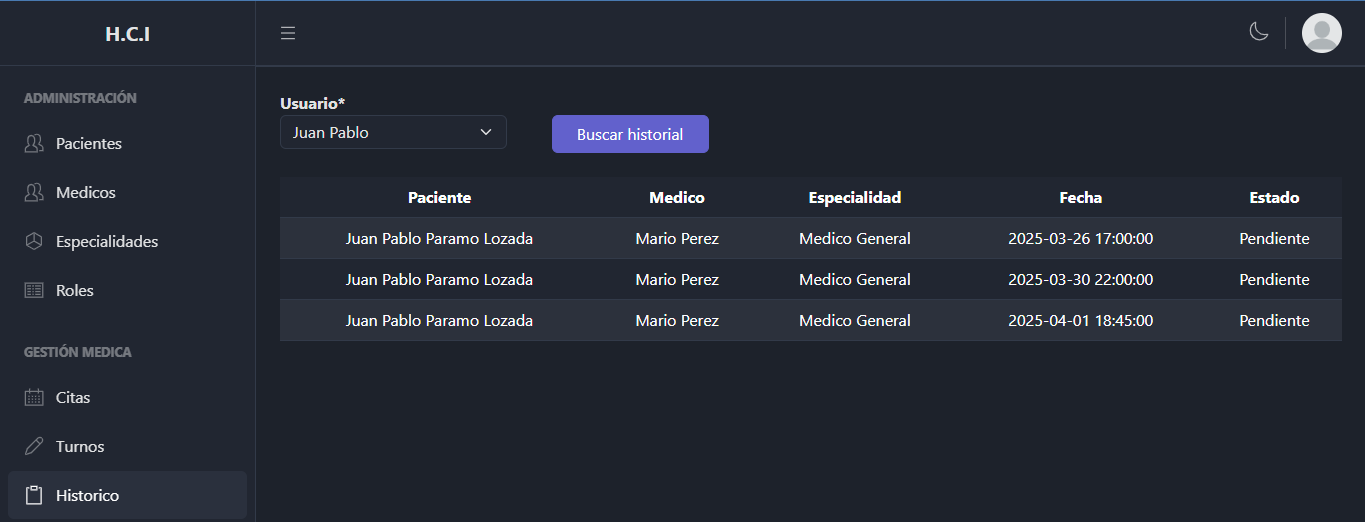 H.C.I
ADMINISTRACIÓN
Pacientes
Medicos
Especialidades
Roles
GESTIÓN MEDICA
Citas
Turnos
Historico
Usuario*
Juan Pablo
Buscar historial
Paciente Medico Especialidad Fecha Estado
Juan Pablo Paramo Lozada Mario Perez Medico General 2025-03-26 17:00:00 Pendiente
Juan Pablo Paramo Lozada Mario Perez Medico General 2025-03-30 22:00:00 Pendiente
Juan Pablo Paramo Lozada Mario Perez Medico General 2025-04-01 18:45:00 Pendiente